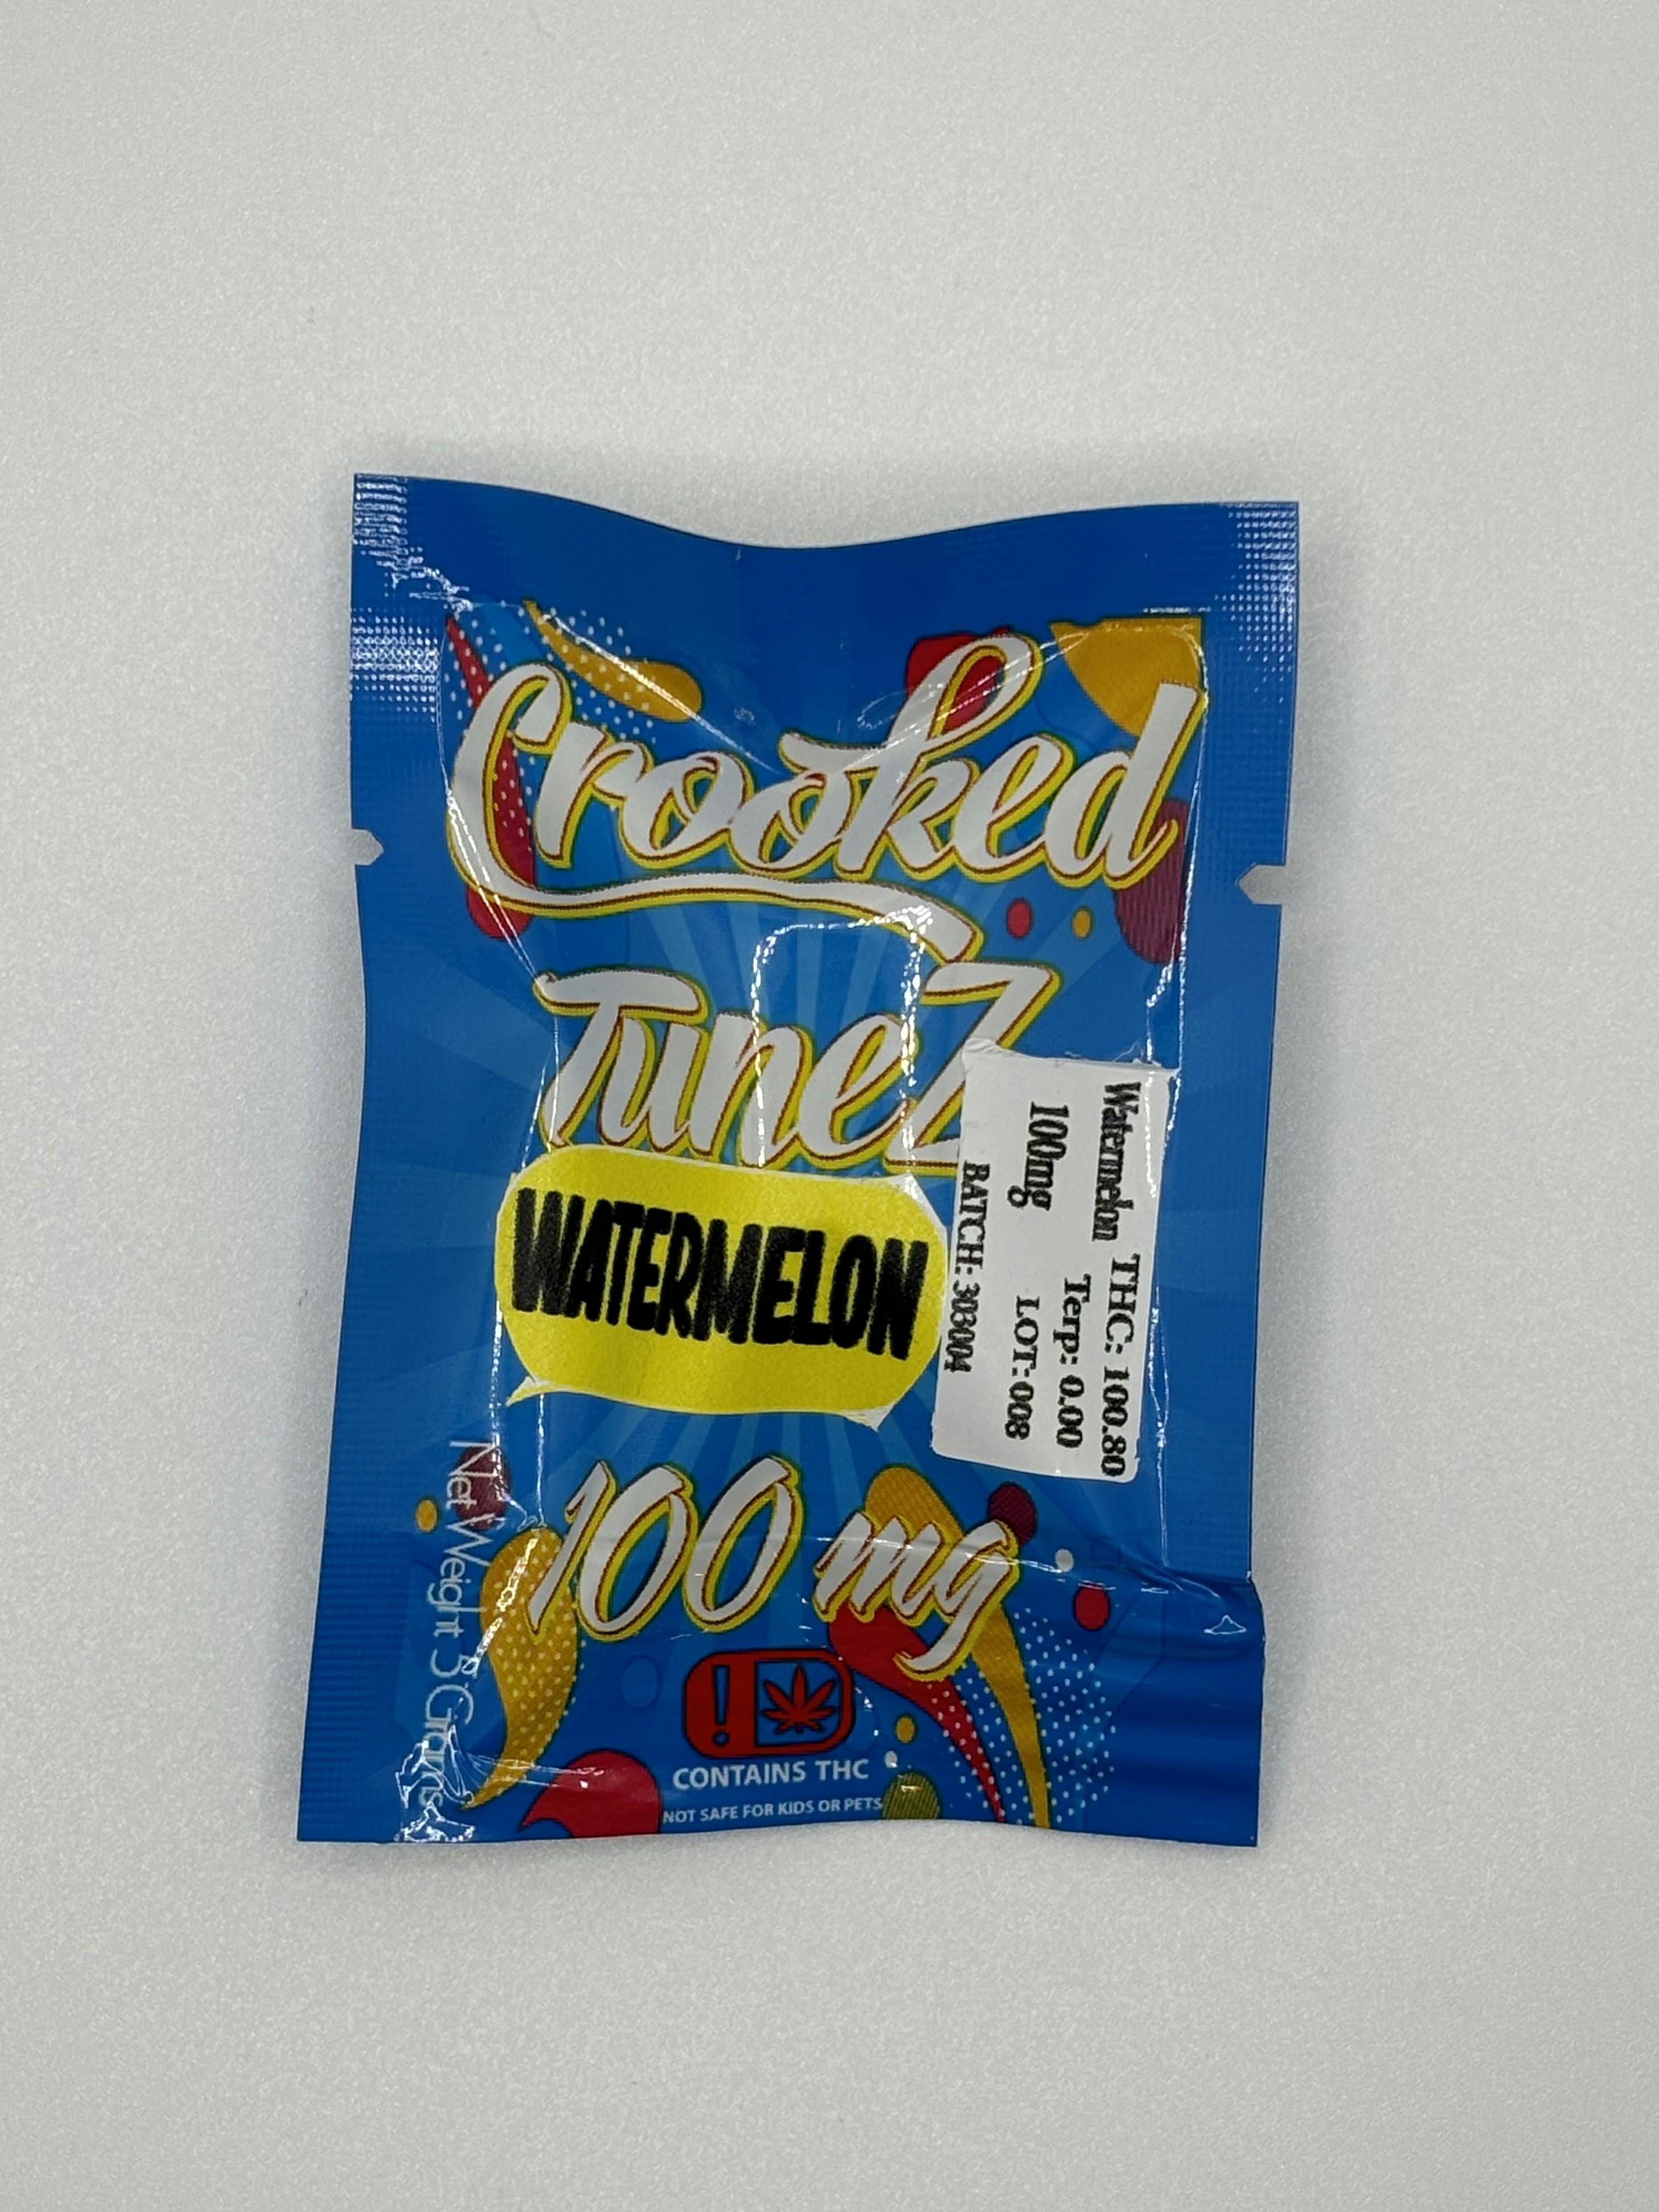 Crooked
TuneZ
WATERMELON
Watermelon THC: 100.80
Terp: 0.00
100mg LOT: 008
BATCH: 303004
100 mg
Net Weight 5 Grams
!
CONTAINS THC
NOT SAFE FOR KIDS OR PETS